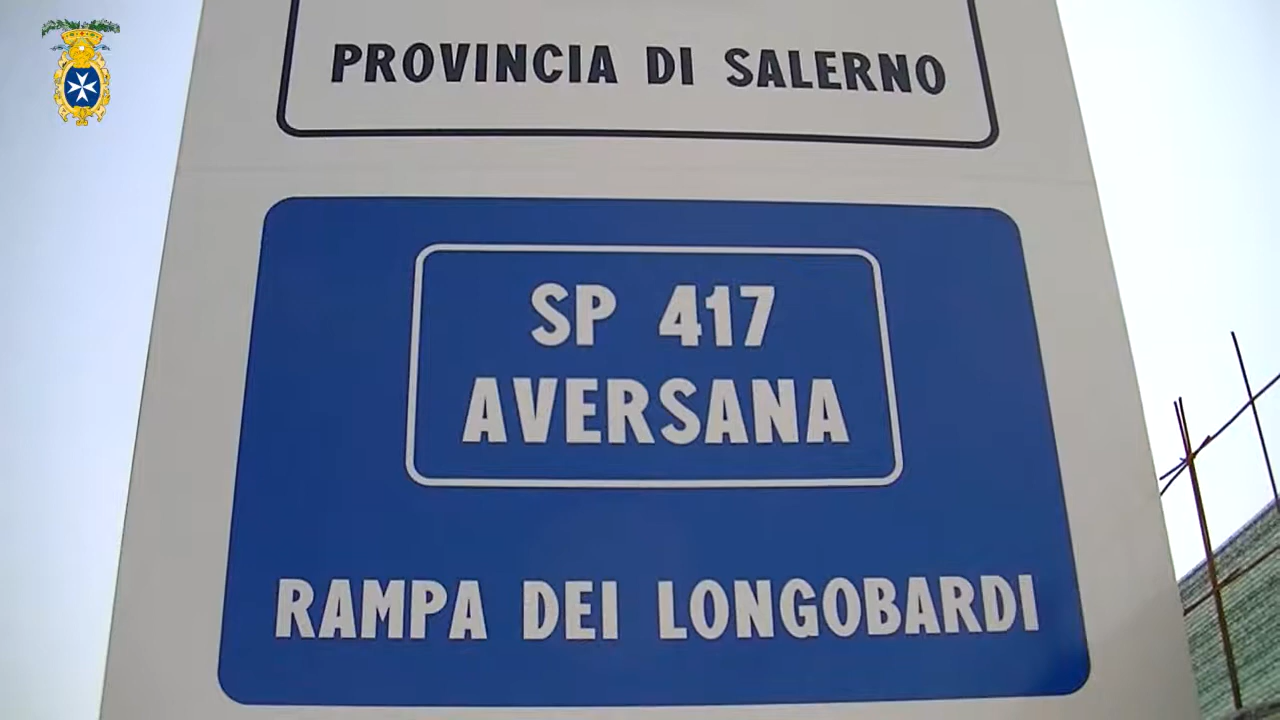 PROVINCIA DI SALERNO
SP 417
AVERSANA
RAMPA DEI LONGOBARDI